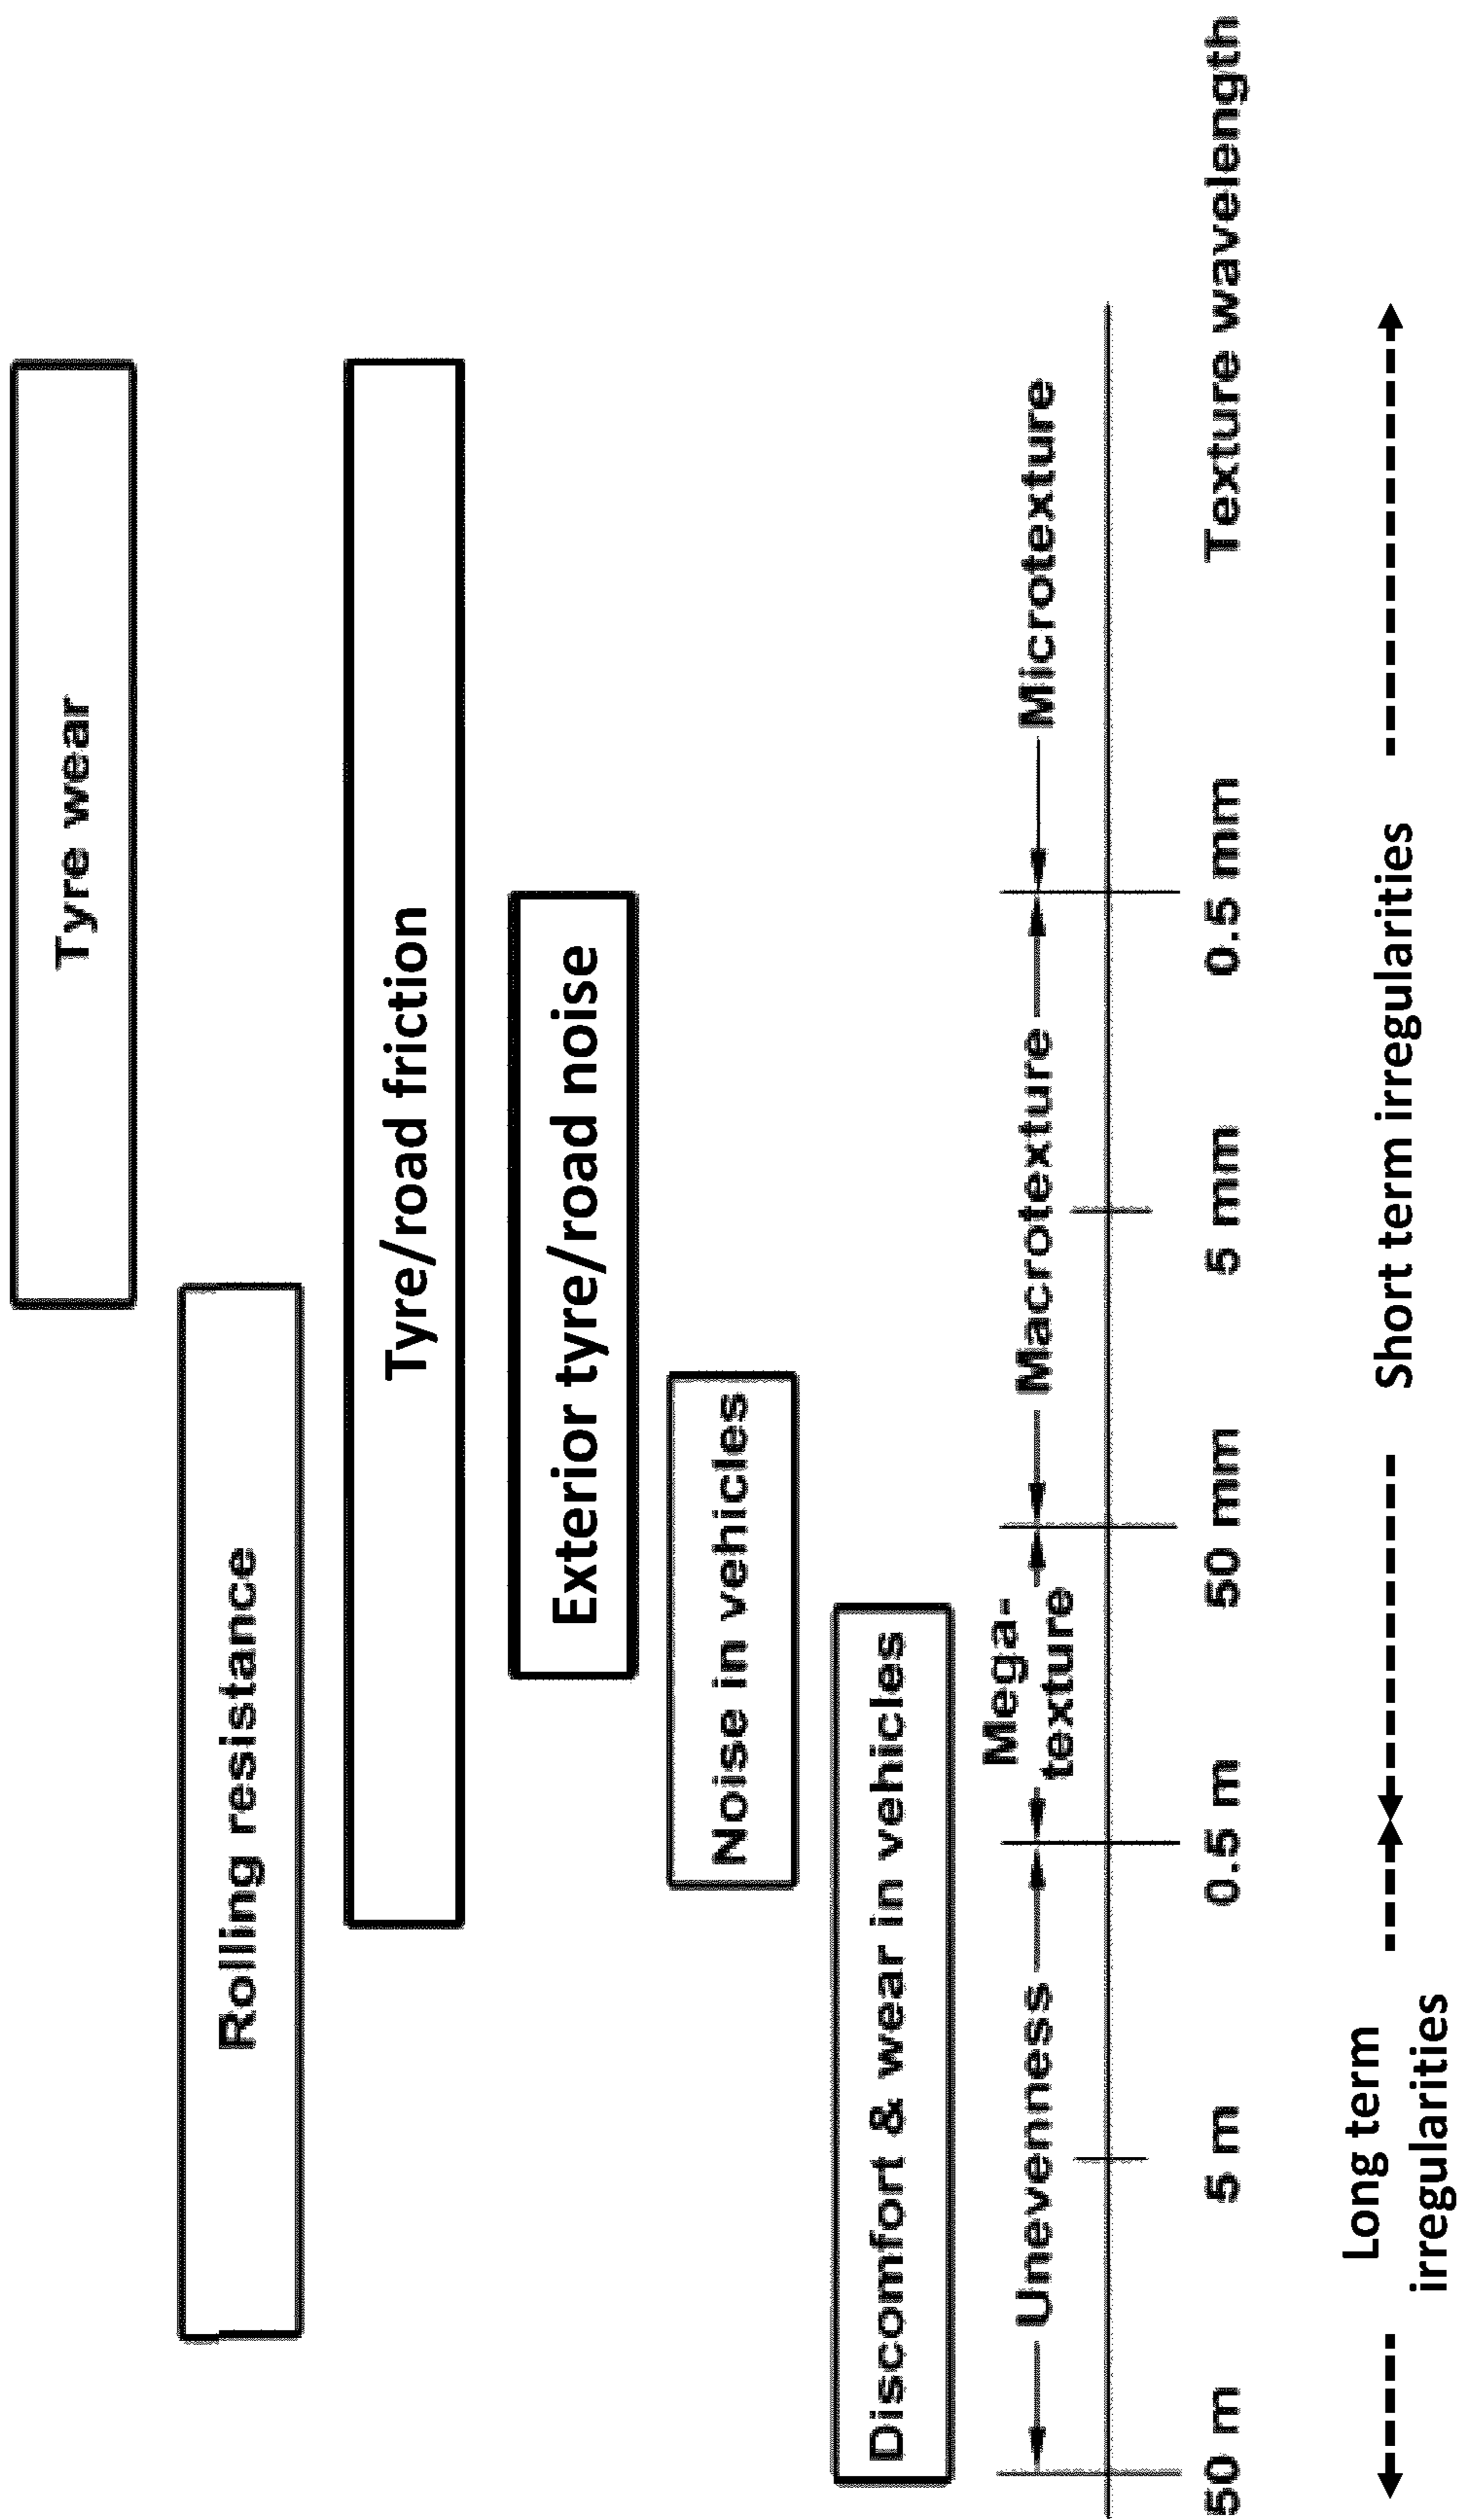 Tyre wear
Rolling resistance
Tyre/road friction
Exterior tyre/road noise
Noise in vehicles
Discomfort & wear in vehicles
Unevenness
Mega-
texture
Macrotexture
Microtexture
50 m
5 m
0.5 m
50 mm
5 mm
0.5 mm
Texture wavelength
Long term
irregularities
Short term irregularities